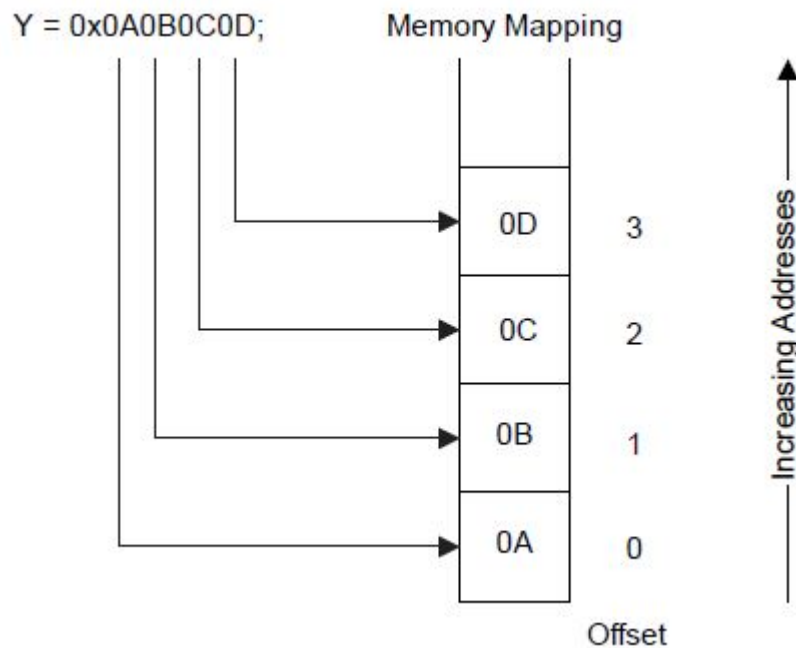 Y = 0x0A0B0C0D;
Memory Mapping
0D 3
0C 2
0B 1
0A 0
Offset
Increasing Addresses